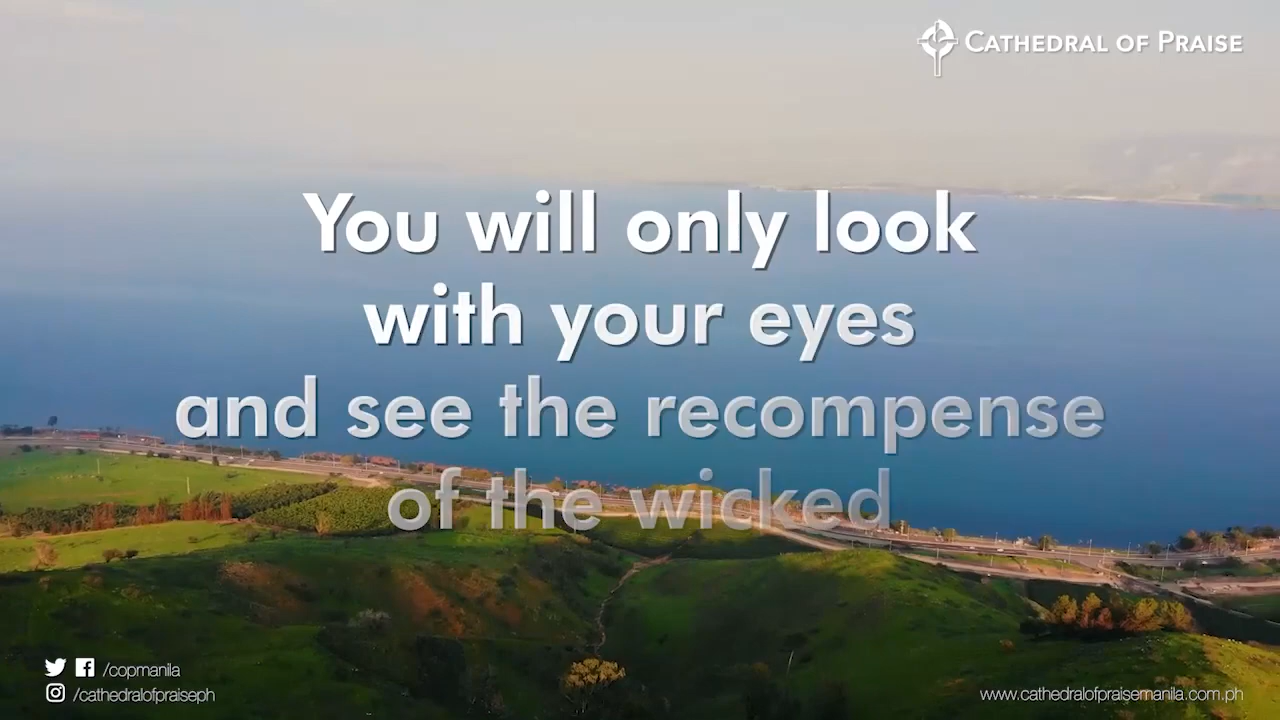 CATHEDRAL OF PRAISE
You will only look
with your eyes
and see the recompense
of the wicked
/copmanila
/cathedralofpraiseph
www.cathedralofpraisemanila.com.ph